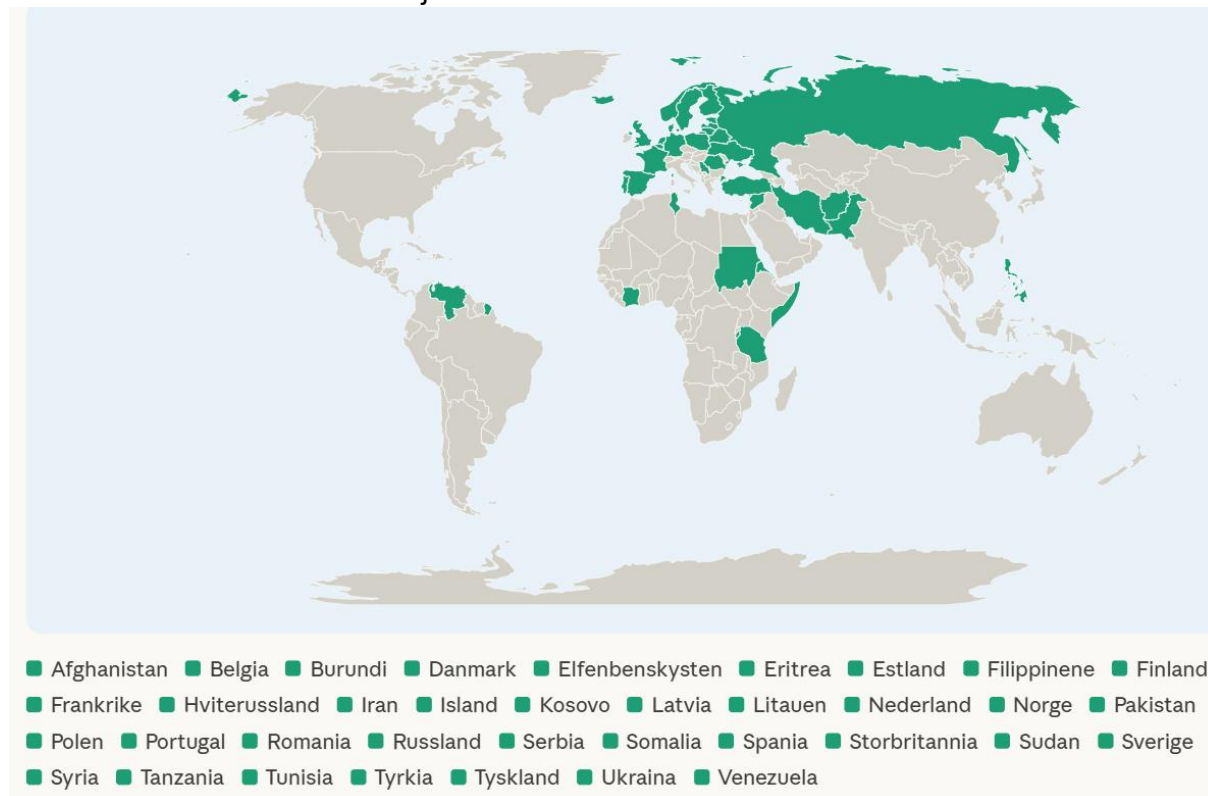 Afghanistan Belgia Burundi Danmark Elfenbenskysten Eritrea Estland Filippinene Finland
Frankrike Hviterussland Iran Island Kosovo Latvia Litauen Nederland Norge Pakistan
Polen Portugal Romania Russland Serbia Somalia Spania Storbritannia Sudan Sverige
Syria Tanzania Tunisia Tyrkia Tyskland Ukraina Venezuela